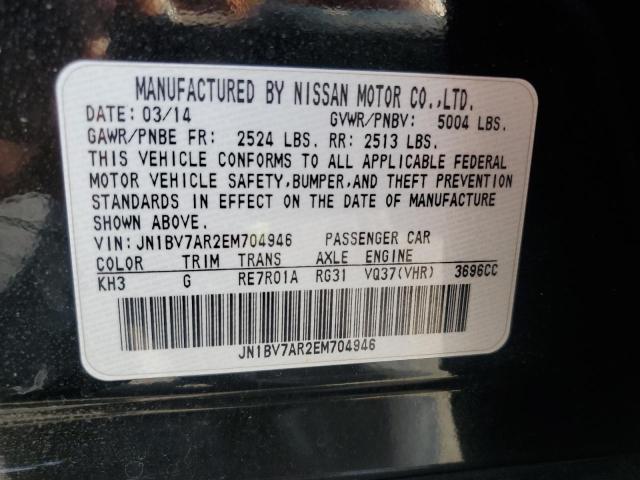 MANUFACTURED BY NISSAN MOTOR CO.,LTD.
DATE: 03/14 GVWR/PNBV: 5004 LBS.
GAWR/PNBE FR: 2524 LBS. RR: 2513 LBS.
THIS VEHICLE CONFORMS TO ALL APPLICABLE FEDERAL
MOTOR VEHICLE SAFETY,BUMPER,AND THEFT PREVENTION
STANDARDS IN EFFECT ON THE DATE OF MANUFACTURE
SHOWN ABOVE.
VIN: JN1BV7AR2EM704946 PASSENGER CAR
COLOR TRIM TRANS AXLE ENGINE
KH3 G RE7R01A RG31 VQ37(VHR) 3696CC
JN1BV7AR2EM704946